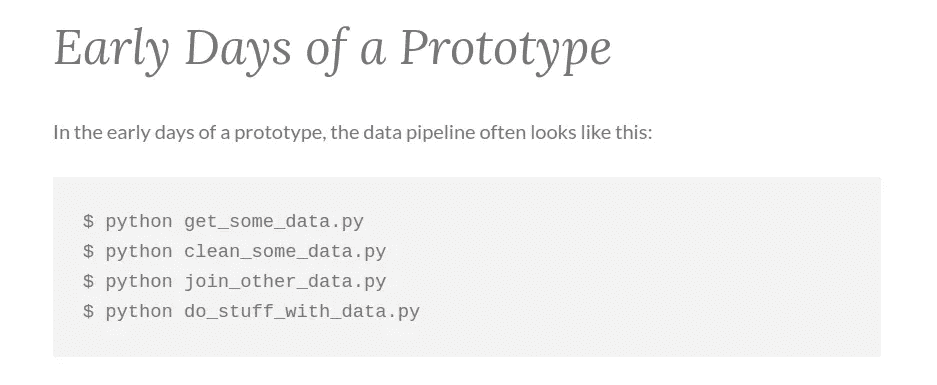 Early Days of a Prototype
In the early days of a prototype, the data pipeline often looks like this:
$ python get_some_data.py
$ python clean_some_data.py
$ python join_other_data.py
$ python do_stuff_with_data.py